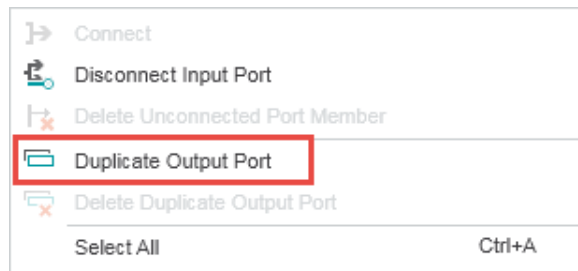 Connect
Disconnect Input Port
Delete Unconnected Port Member
Duplicate Output Port
Delete Duplicate Output Port
Select All Ctrl+A